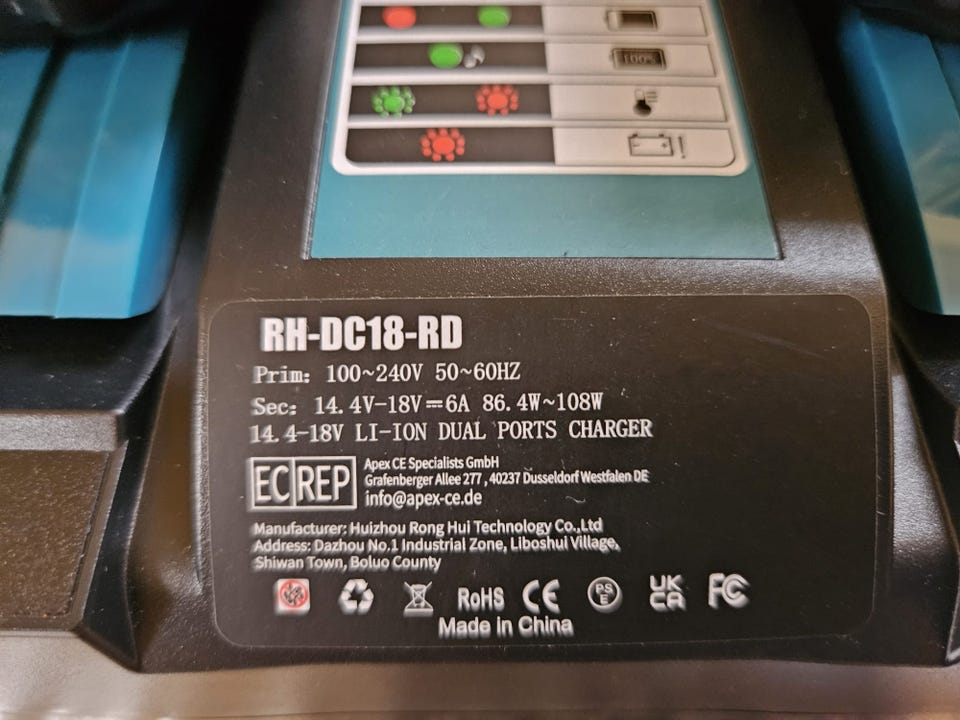 100%
!
RH-DC18-RD
Prim: 100~240V 50~60HZ
Sec: 14.4V-18V⎓6A 86.4W~108W
14.4-18V LI-ION DUAL PORTS CHARGER
EC REP
Apex CE Specialists GmbH
Grafenberger Allee 277, 40237 Dusseldorf Westfalen DE
info@apex-ce.de
Manufacturer: Huizhou Rong Hui Technology Co.,Ltd
Address: Dazhou No.1 Industrial Zone, Liboshui Village,
Shiwan Town, Boluo County
RoHS CE PSE UKCA FC
Made in China